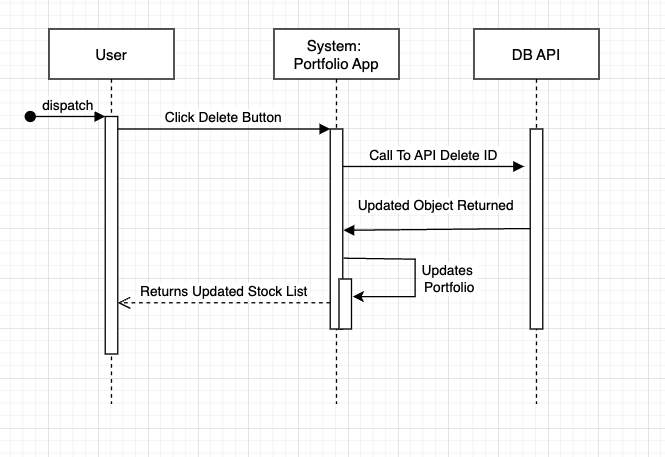 User
System:
Portfolio App
DB API
dispatch
Click Delete Button
Call To API Delete ID
Updated Object Returned
Updates
Portfolio
Returns Updated Stock List